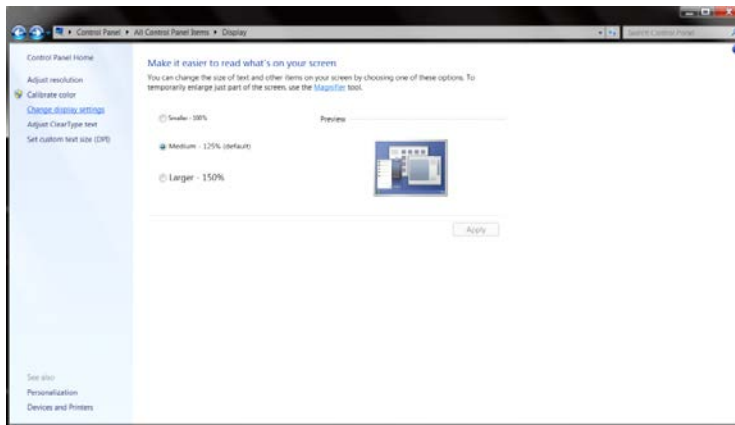 Control Panel ▸ All Control Panel Items ▸ Display
Search Control Panel
Control Panel Home
Adjust resolution
Calibrate color
Change display settings
Adjust ClearType text
Set custom text size (DPI)
See also
Personalization
Devices and Printers
Make it easier to read what's on your screen
You can change the size of text and other items on your screen by choosing one of these options. To
temporarily enlarge just part of the screen, use the Magnifier tool.
Smaller - 100%
Preview
Medium - 125% (default)
Larger - 150%
Apply